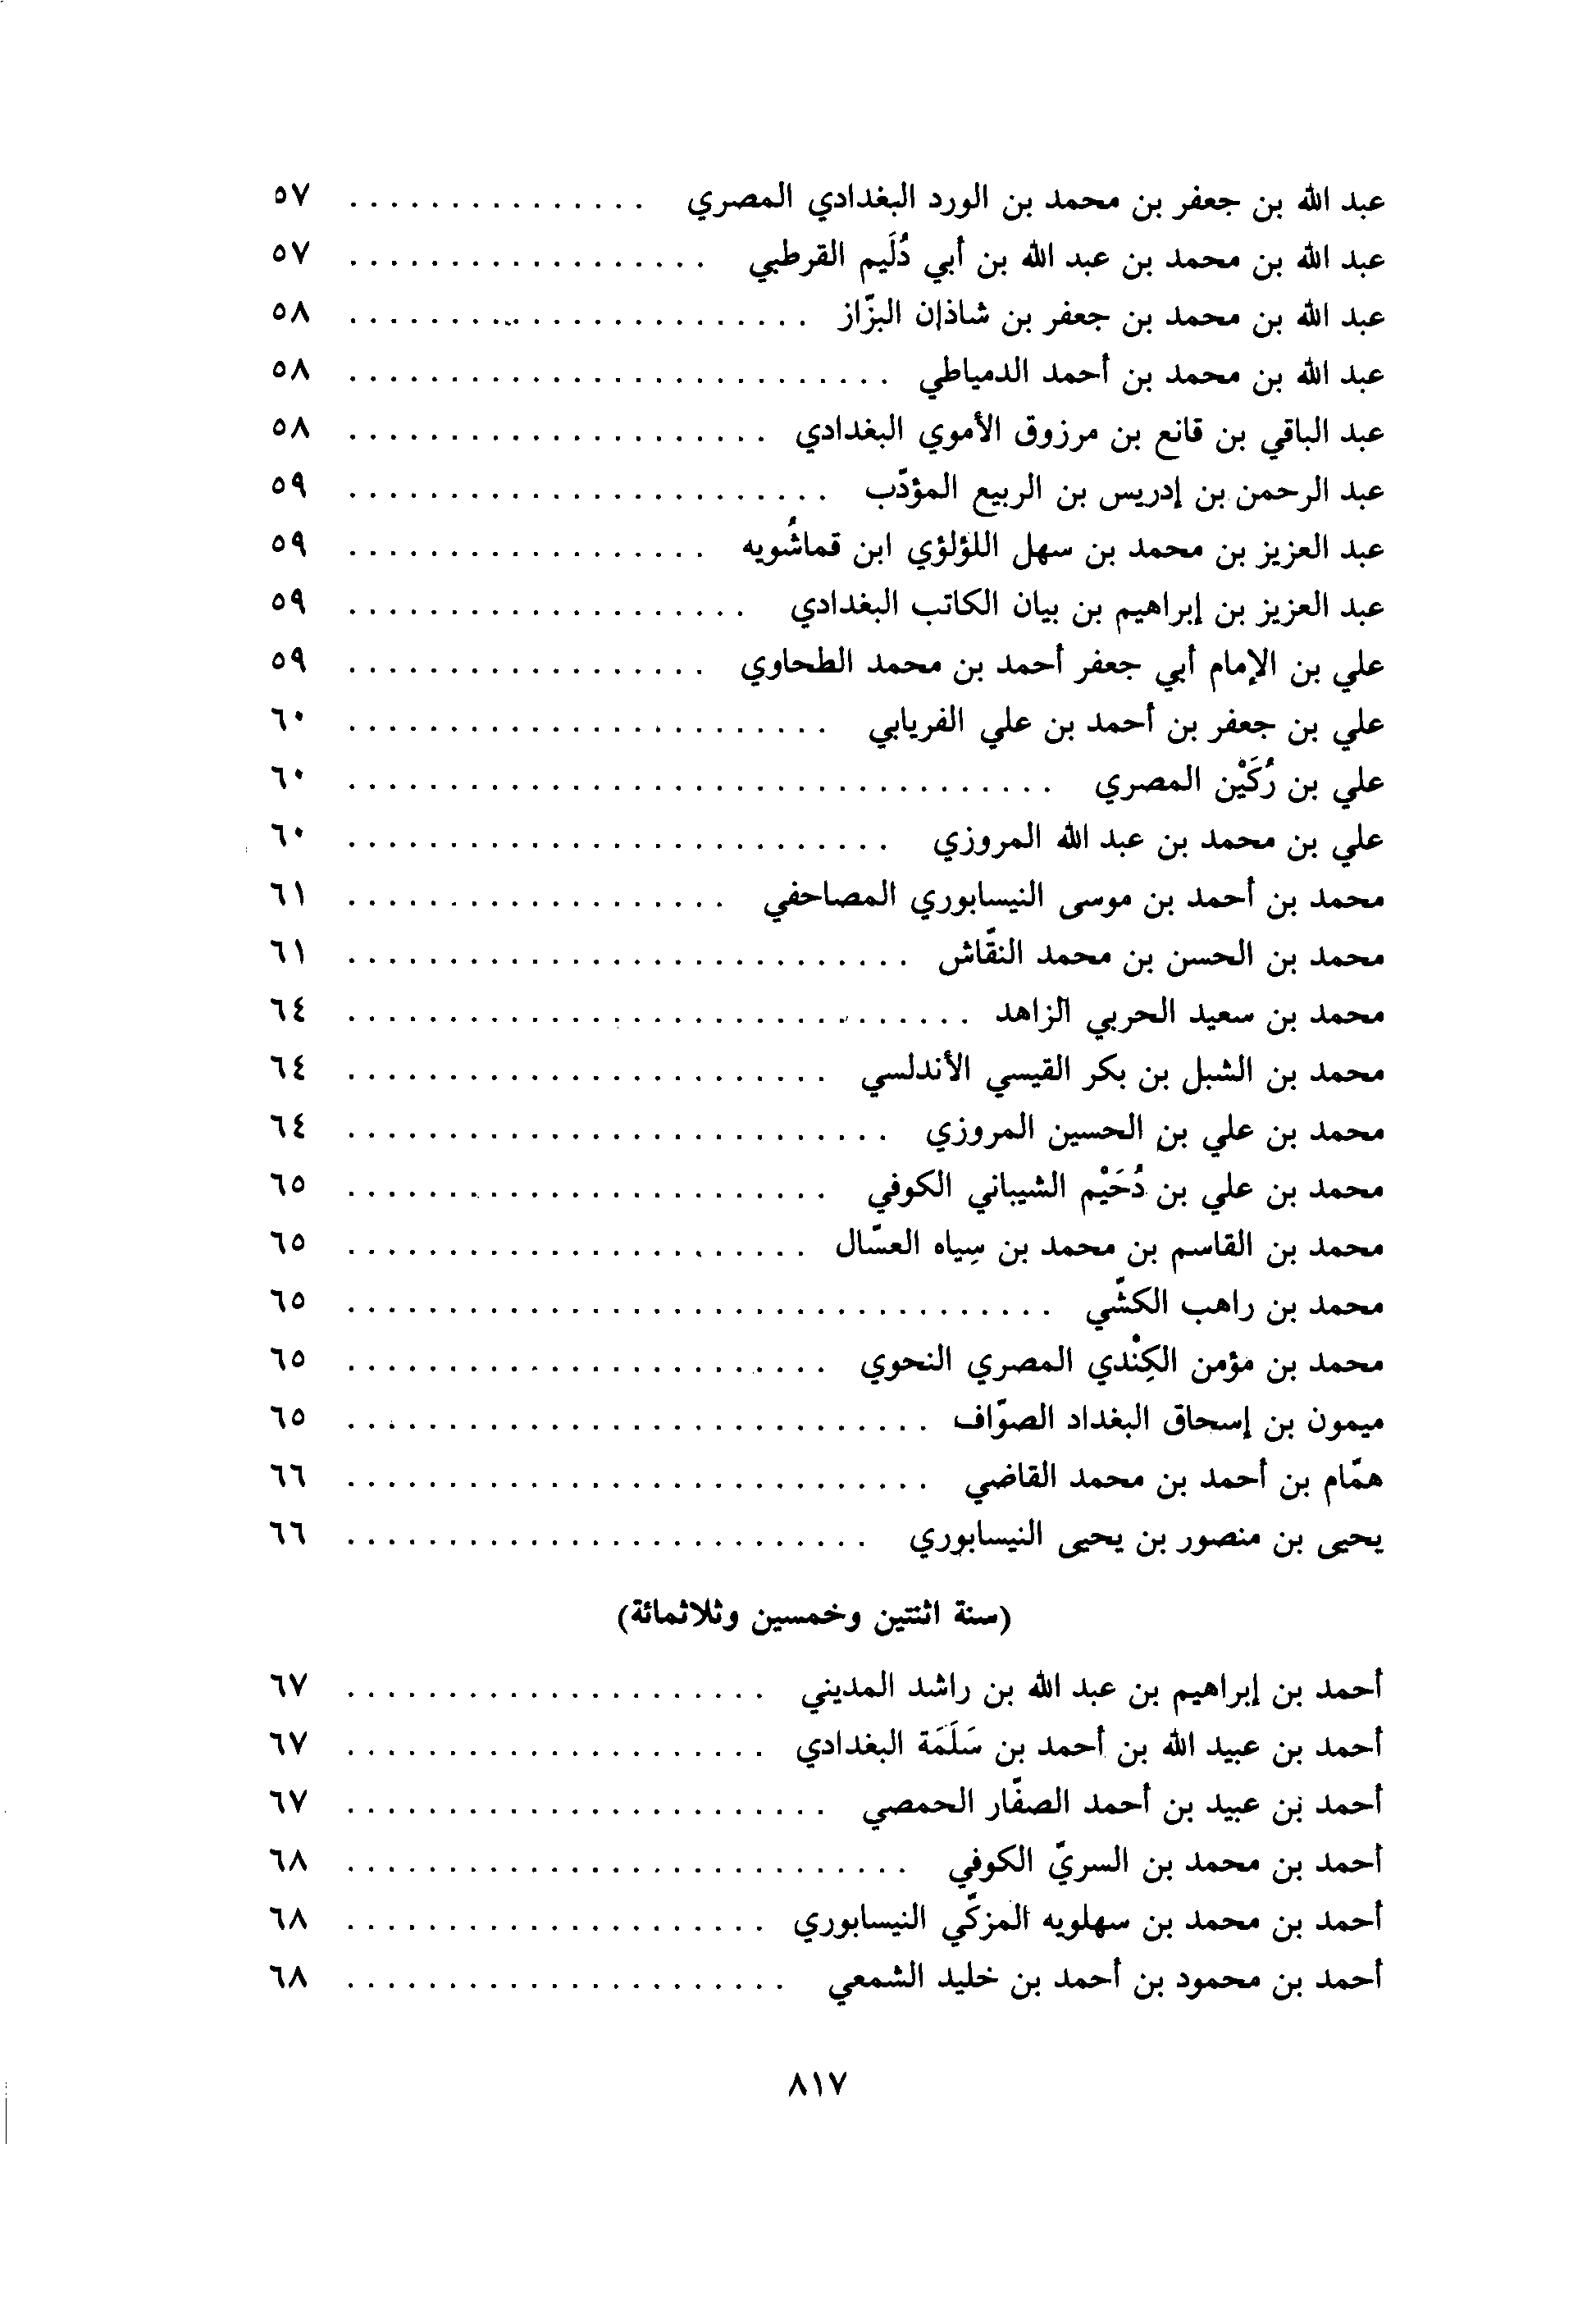 عبد الله بن جعفر بن محمد بن الورد البغدادي المصري . . . . . . . . . . . . . . . ٥٧
عبد الله بن محمد بن عبد الله بن أبي دُلَيم القرطبي . . . . . . . . . . . . . . . . . . ٥٧
عبد الله بن محمد بن جعفر بن شاذان البزّاز . . . . . . . . . . . . . . . . . . . . . . . ٥٨
عبد الله بن محمد بن أحمد الدمياطي . . . . . . . . . . . . . . . . . . . . . . . . . . . ٥٨
عبد الباقي بن قانع بن مرزوق الأموي البغدادي . . . . . . . . . . . . . . . . . . . . . ٥٨
عبد الرحمن بن إدريس بن الربيع المؤدّب . . . . . . . . . . . . . . . . . . . . . . . . ٥٩
عبد العزيز بن محمد بن سهل اللؤلؤي ابن قماشُويه . . . . . . . . . . . . . . . . . . ٥٩
عبد العزيز بن إبراهيم بن بيان الكاتب البغدادي . . . . . . . . . . . . . . . . . . . . ٥٩
علي بن الإمام أبي جعفر أحمد بن محمد الطحاوي . . . . . . . . . . . . . . . . . . ٥٩
علي بن جعفر بن أحمد بن علي الفريابي . . . . . . . . . . . . . . . . . . . . . . . . ٦٠
علي بن رُكَيْن المصري . . . . . . . . . . . . . . . . . . . . . . . . . . . . . . . . . . . ٦٠
علي بن محمد بن عبد الله المروزي . . . . . . . . . . . . . . . . . . . . . . . . . . . ٦٠
محمد بن أحمد بن موسى النيسابوري المصاحفي . . . . . . . . . . . . . . . . . . . ٦١
محمد بن الحسن بن محمد النقّاش . . . . . . . . . . . . . . . . . . . . . . . . . . . . ٦١
محمد بن سعيد الحربي الزاهد . . . . . . . . . . . . . . . . . . . . . . . . . . . . . . . ٦٤
محمد بن الشبل بن بكر القيسي الأندلسي . . . . . . . . . . . . . . . . . . . . . . . . ٦٤
محمد بن علي بن الحسين المروزي . . . . . . . . . . . . . . . . . . . . . . . . . . . ٦٤
محمد بن علي بن دُحَيْم الشيباني الكوفي . . . . . . . . . . . . . . . . . . . . . . . . ٦٥
محمد بن القاسم بن محمد بن سِياه العسّال . . . . . . . . . . . . . . . . . . . . . . . ٦٥
محمد بن راهب الكشّي . . . . . . . . . . . . . . . . . . . . . . . . . . . . . . . . . . . ٦٥
محمد بن مؤمن الكِنْدي المصري النحوي . . . . . . . . . . . . . . . . . . . . . . . . ٦٥
ميمون بن إسحاق البغداد الصوّاف . . . . . . . . . . . . . . . . . . . . . . . . . . . . . ٦٥
همّام بن أحمد بن محمد القاضي . . . . . . . . . . . . . . . . . . . . . . . . . . . . . ٦٦
يحيى بن منصور بن يحيى النيسابوري . . . . . . . . . . . . . . . . . . . . . . . . . . ٦٦
(سنة اثنتين وخمسين وثلاثمائة)
أحمد بن إبراهيم بن عبد الله بن راشد المديني . . . . . . . . . . . . . . . . . . . . . ٦٧
أحمد بن عبيد الله بن أحمد بن سَلَمَة البغدادي . . . . . . . . . . . . . . . . . . . . . ٦٧
أحمد بن عبيد بن أحمد الصفّار الحمصي . . . . . . . . . . . . . . . . . . . . . . . . ٦٧
أحمد بن محمد بن السريّ الكوفي . . . . . . . . . . . . . . . . . . . . . . . . . . . . ٦٨
أحمد بن محمد بن سهلويه المزكّي النيسابوري . . . . . . . . . . . . . . . . . . . . . ٦٨
أحمد بن محمود بن أحمد بن خليد الشمعي . . . . . . . . . . . . . . . . . . . . . . ٦٨
٨١٧